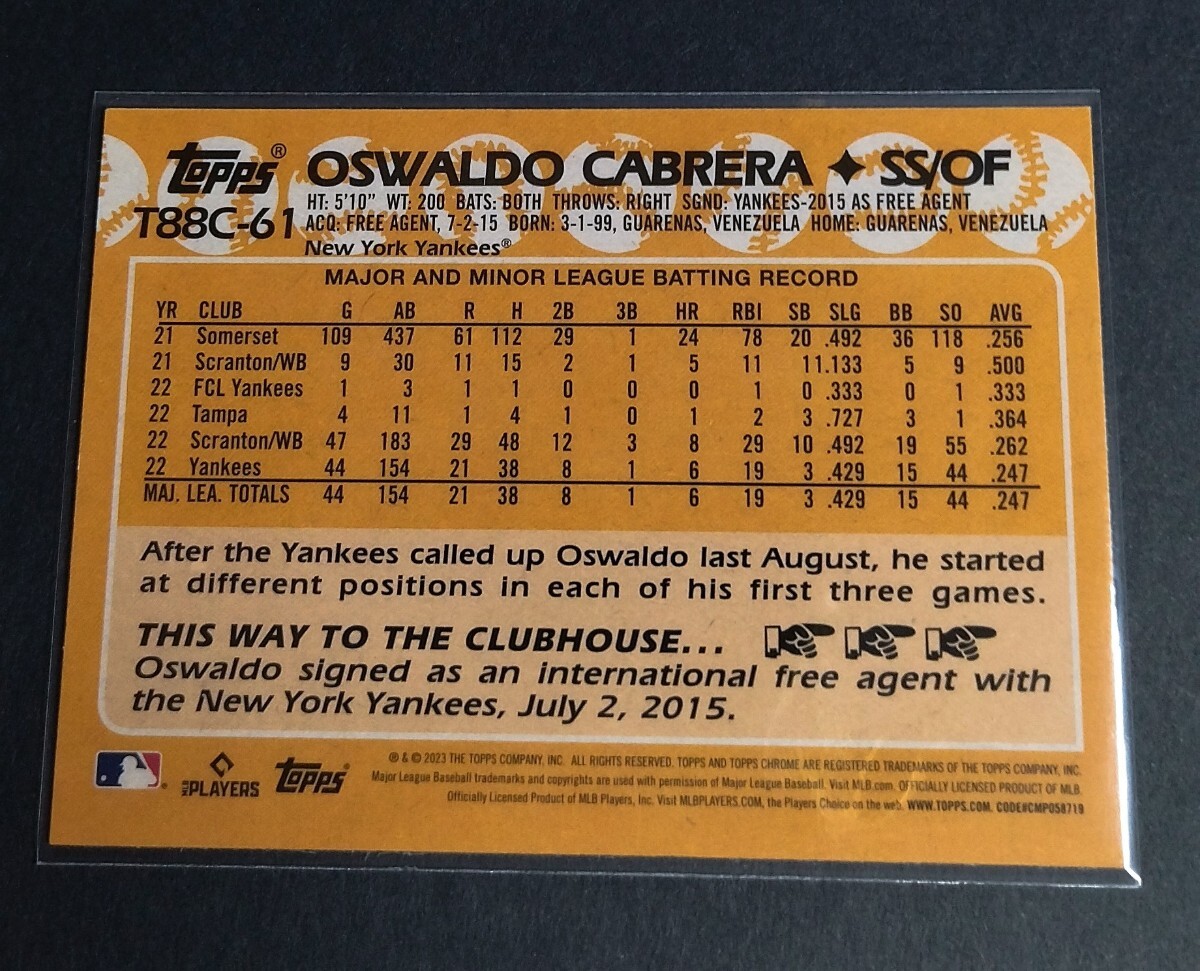 TOPPS® OSWALDO CABRERA ✦ SS/OF
T88C-61
HT: 5'10" WT: 200 BATS: BOTH THROWS: RIGHT SGND: YANKEES-2015 AS FREE AGENT
ACQ: FREE AGENT, 7-2-15 BORN: 3-1-99, GUARENAS, VENEZUELA HOME: GUARENAS, VENEZUELA
New York Yankees®
MAJOR AND MINOR LEAGUE BATTING RECORD
YR CLUB G AB R H 2B 3B HR RBI SB SLG BB SO AVG
21 Somerset 109 437 61 112 29 1 24 78 20 .492 36 118 .256
21 Scranton/WB 9 30 11 15 2 1 5 11 11.133 5 9 .500
22 FCL Yankees 1 3 1 1 0 0 0 1 0 .333 0 1 .333
22 Tampa 4 11 1 4 1 0 1 2 3 .727 3 1 .364
22 Scranton/WB 47 183 29 48 12 3 8 29 10 .492 19 55 .262
22 Yankees 44 154 21 38 8 1 6 19 3 .429 15 44 .247
MAJ. LEA. TOTALS 44 154 21 38 8 1 6 19 3 .429 15 44 .247
After the Yankees called up Oswaldo last August, he started
at different positions in each of his first three games.
THIS WAY TO THE CLUBHOUSE...
Oswaldo signed as an international free agent with
the New York Yankees, July 2, 2015.
MLB PLAYERS TOPPS®
® & © 2023 THE TOPPS COMPANY, INC. ALL RIGHTS RESERVED. TOPPS AND TOPPS CHROME ARE REGISTERED TRADEMARKS OF THE TOPPS COMPANY, INC.
Major League Baseball trademarks and copyrights are used with permission of Major League Baseball. Visit MLB.com. OFFICIALLY LICENSED PRODUCT OF MLB
Officially Licensed Product of MLB Players, Inc. Visit MLBPLAYERS.COM, the Players Choice on the web. WWW.TOPPS.COM. CODE#CMP058719